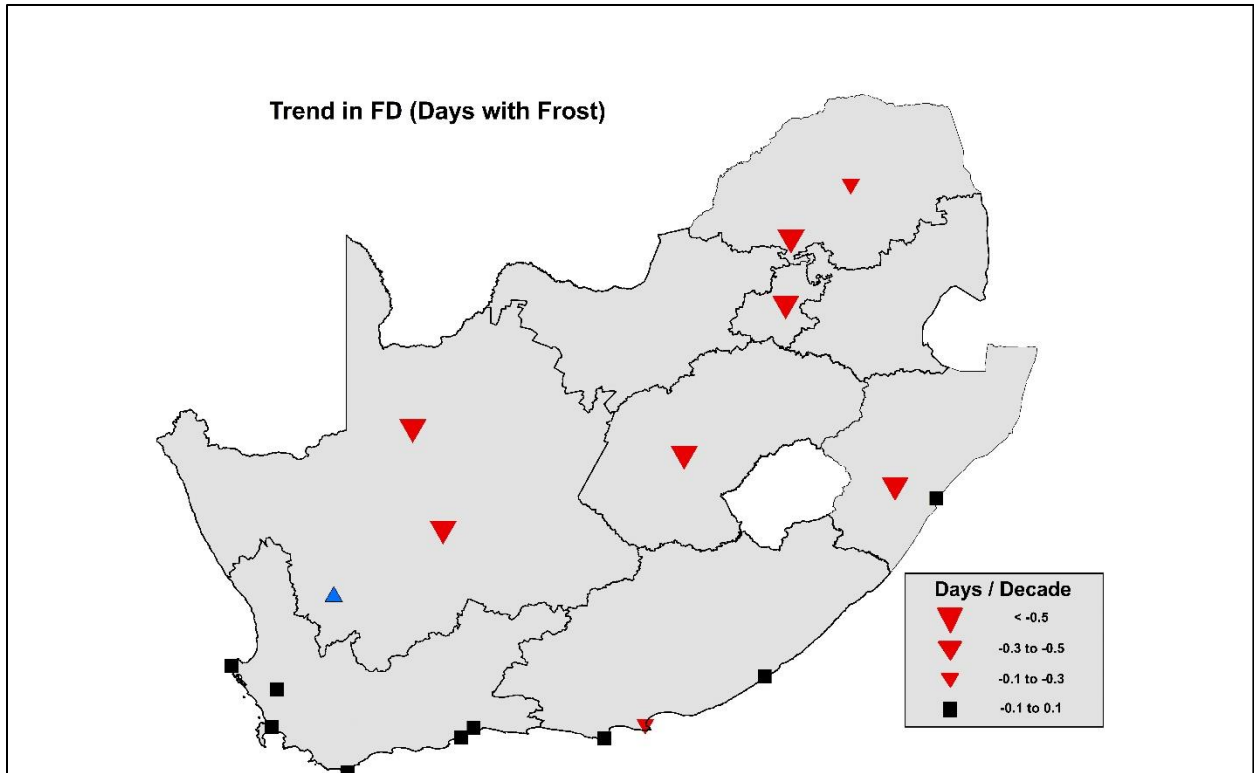 Trend in FD (Days with Frost)
Days / Decade
< -0.5
-0.3 to -0.5
-0.1 to -0.3
-0.1 to 0.1